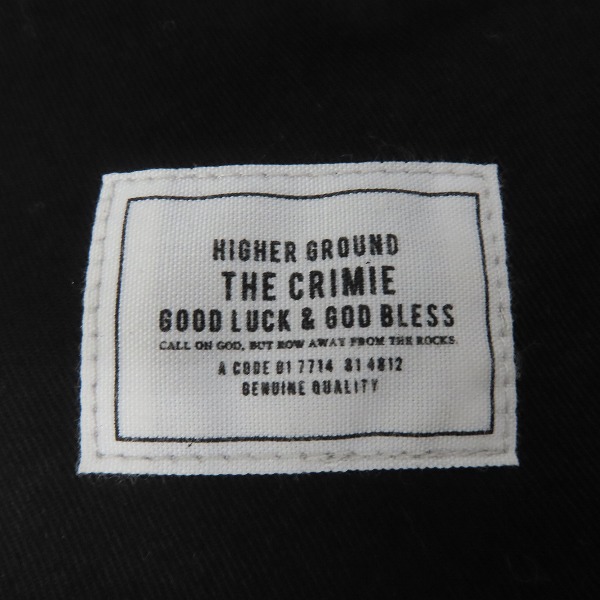 HIGHER GROUND
THE CRIMIE
GOOD LUCK & GOD BLESS
CALL ON GOD, BUT ROW AWAY FROM THE ROCKS.
A CODE 01 7714 81 4812
GENUINE QUALITY